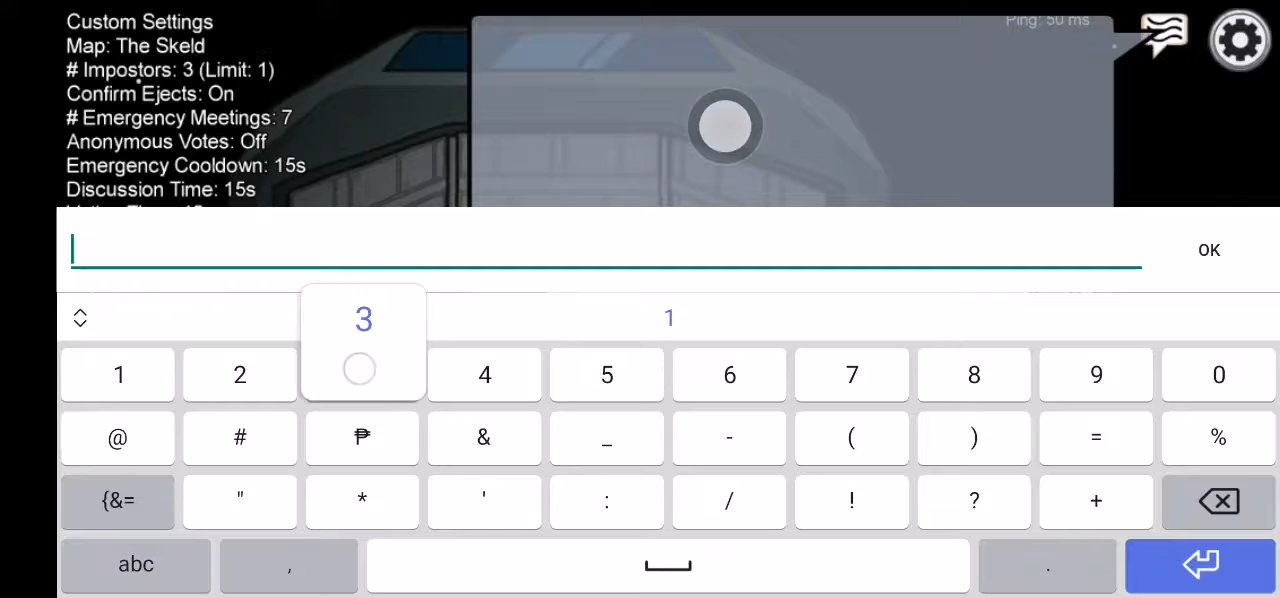 Custom Settings
Map: The Skeld
# Impostors: 3 (Limit: 1)
Confirm Ejects: On
# Emergency Meetings: 7
Anonymous Votes: Off
Emergency Cooldown: 15s
Discussion Time: 15s
Ping: 50 ms
OK
3
1
1 2 4 5 6 7 8 9 0
@ # ₱ & _ - ( ) = %
{&= " * ' : / ! ? +
abc , .